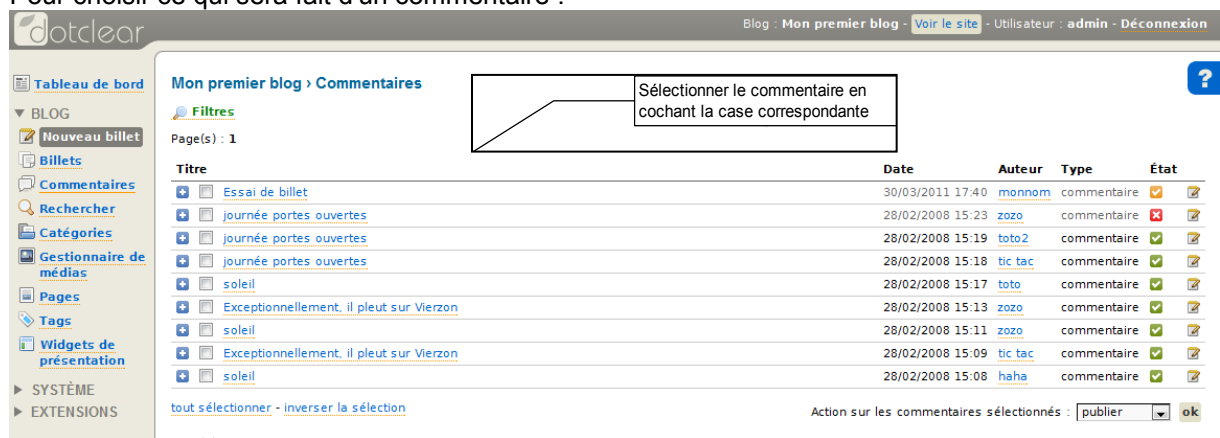 Pour choisir ce qui sera fait d'un commentaire :
dotclear
Blog : Mon premier blog - Voir le site - Utilisateur : admin - Déconnexion
Tableau de bord
BLOG
Nouveau billet
Billets
Commentaires
Rechercher
Catégories
Gestionnaire de
médias
Pages
Tags
Widgets de
présentation
SYSTÈME
EXTENSIONS
Mon premier blog › Commentaires
Sélectionner le commentaire en
cochant la case correspondante
?
Filtres
Page(s) : 1
Titre Date Auteur Type État
Essai de billet 30/03/2011 17:40 monnom commentaire
journée portes ouvertes 28/02/2008 15:23 zozo commentaire
journée portes ouvertes 28/02/2008 15:19 toto2 commentaire
journée portes ouvertes 28/02/2008 15:18 tic tac commentaire
soleil 28/02/2008 15:17 toto commentaire
Exceptionnellement, il pleut sur Vierzon 28/02/2008 15:13 zozo commentaire
soleil 28/02/2008 15:11 zozo commentaire
Exceptionnellement, il pleut sur Vierzon 28/02/2008 15:09 tic tac commentaire
soleil 28/02/2008 15:08 haha commentaire
tout sélectionner - inverser la sélection
Action sur les commentaires sélectionnés : publier ok